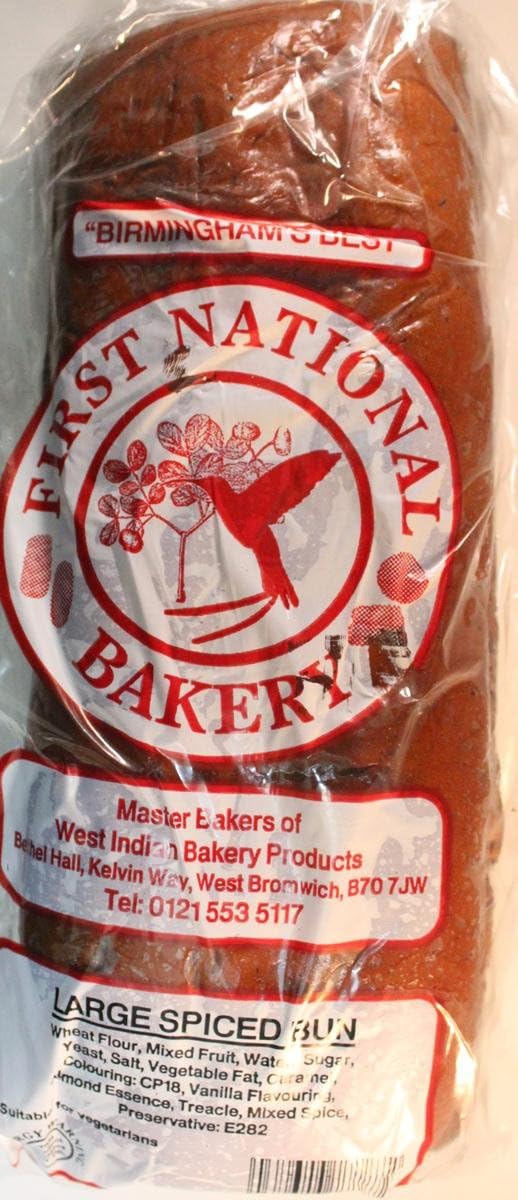 "BIRMINGHAM'S BEST"
FIRST NATIONAL
BAKERY
Master Bakers of
West Indian Bakery Products
Bethel Hall, Kelvin Way, West Bromwich, B70 7JW
Tel: 0121 553 5117
LARGE SPICED BUN
Wheat Flour, Mixed Fruit, Water, Sugar,
Yeast, Salt, Vegetable Fat, Caramel,
Colouring: CP18, Vanilla Flavouring,
Almond Essence, Treacle, Mixed Spice,
Preservative: E282
Suitable for vegetarians